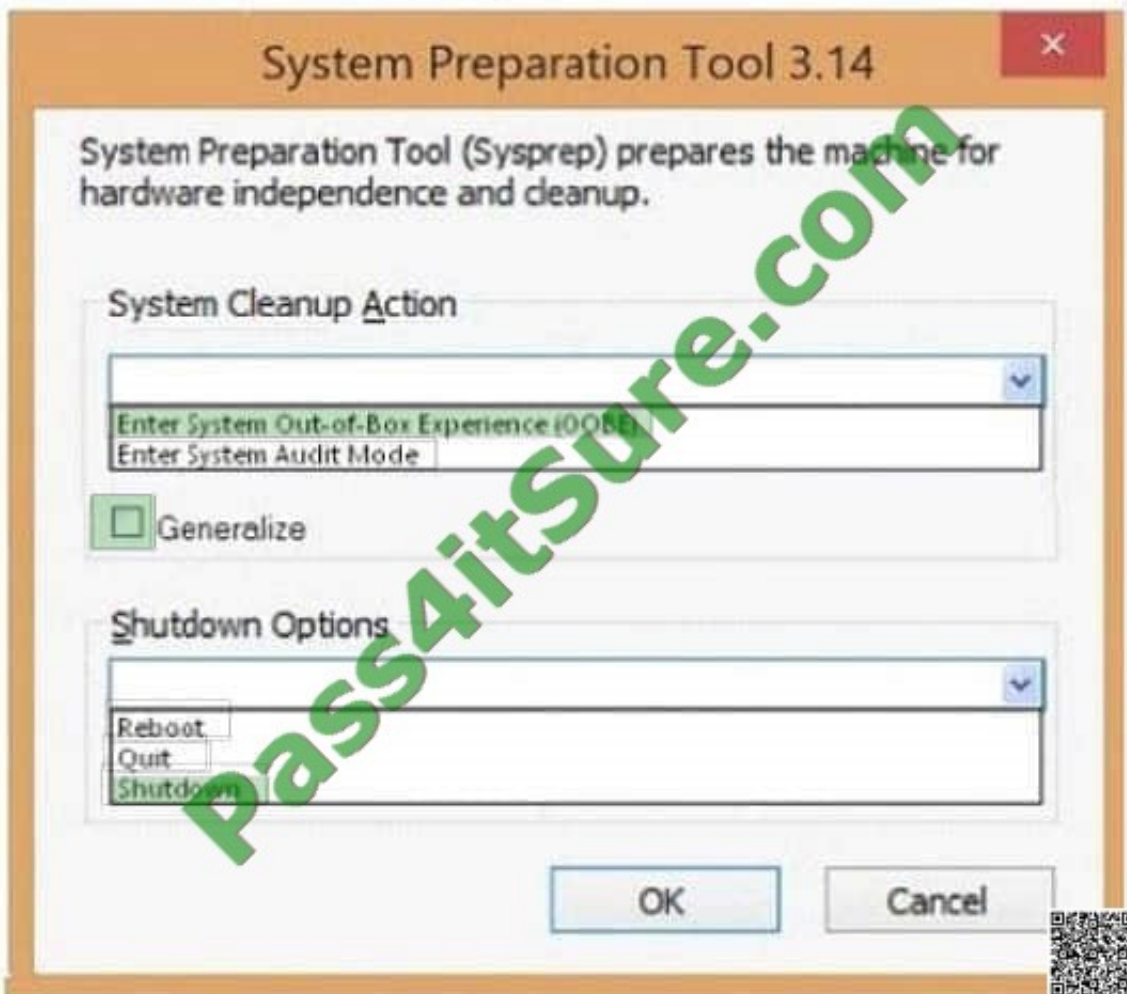 System Preparation Tool 3.14
System Preparation Tool (Sysprep) prepares the machine for
hardware independence and cleanup.
System Cleanup Action
Enter System Out-of-Box Experience (OOBE)
Enter System Audit Mode
Generalize
Shutdown Options
Reboot
Quit
Shutdown
OK
Cancel
Pass4itSure.com